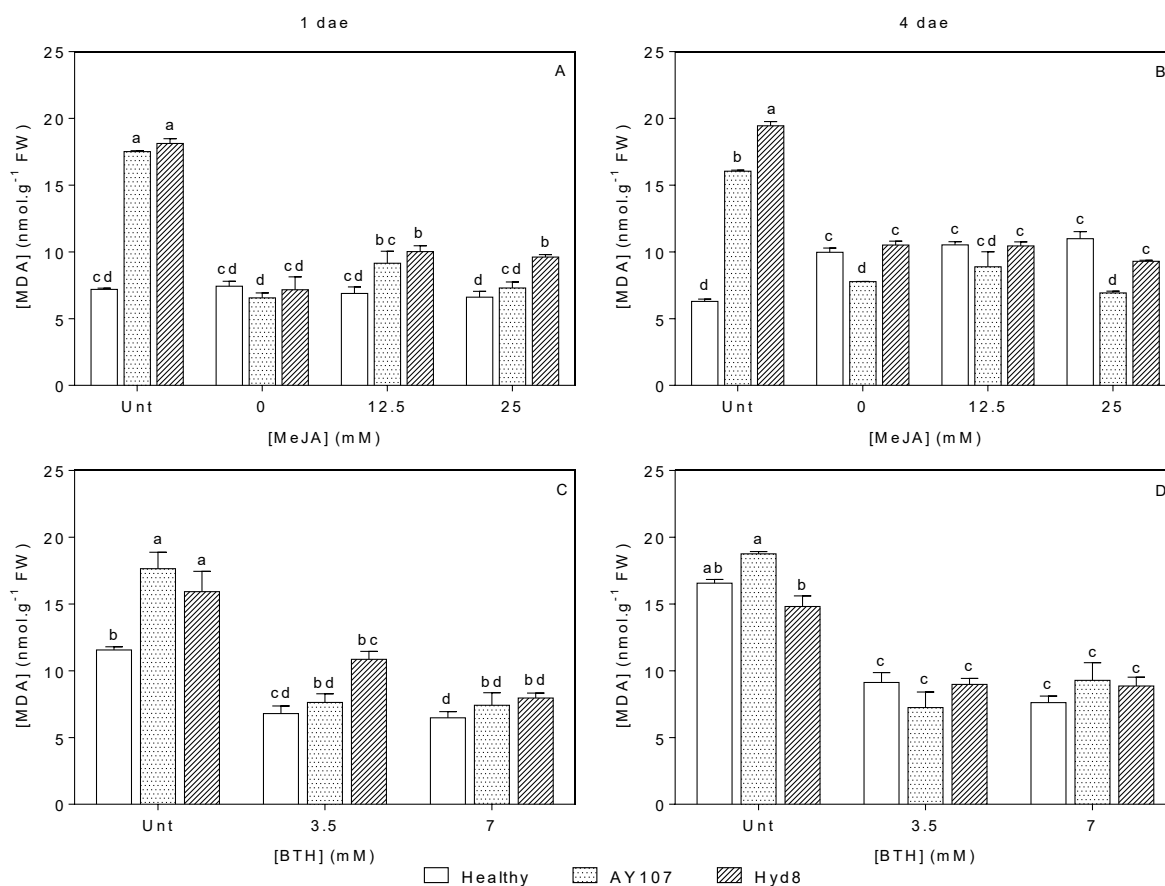 1 dae
4 dae
A
[MDA] (nmol.g-1 FW)
25
20
15
10
5
0
cd a a
cd d cd
cd bc b
d cd b
Unt 0 12.5 25
[MeJA] (mM)
B
[MDA] (nmol.g-1 FW)
25
20
15
10
5
0
d b a
c d c
c cd c
c d c
Unt 0 12.5 25
[MeJA] (mM)
C
[MDA] (nmol.g-1 FW)
25
20
15
10
5
0
b a a
cd bd bc
d bd bd
Unt 3.5 7
[BTH] (mM)
D
[MDA] (nmol.g-1 FW)
25
20
15
10
5
0
ab a b
c c c
c c c
Unt 3.5 7
[BTH] (mM)
Healthy AY107 Hyd8